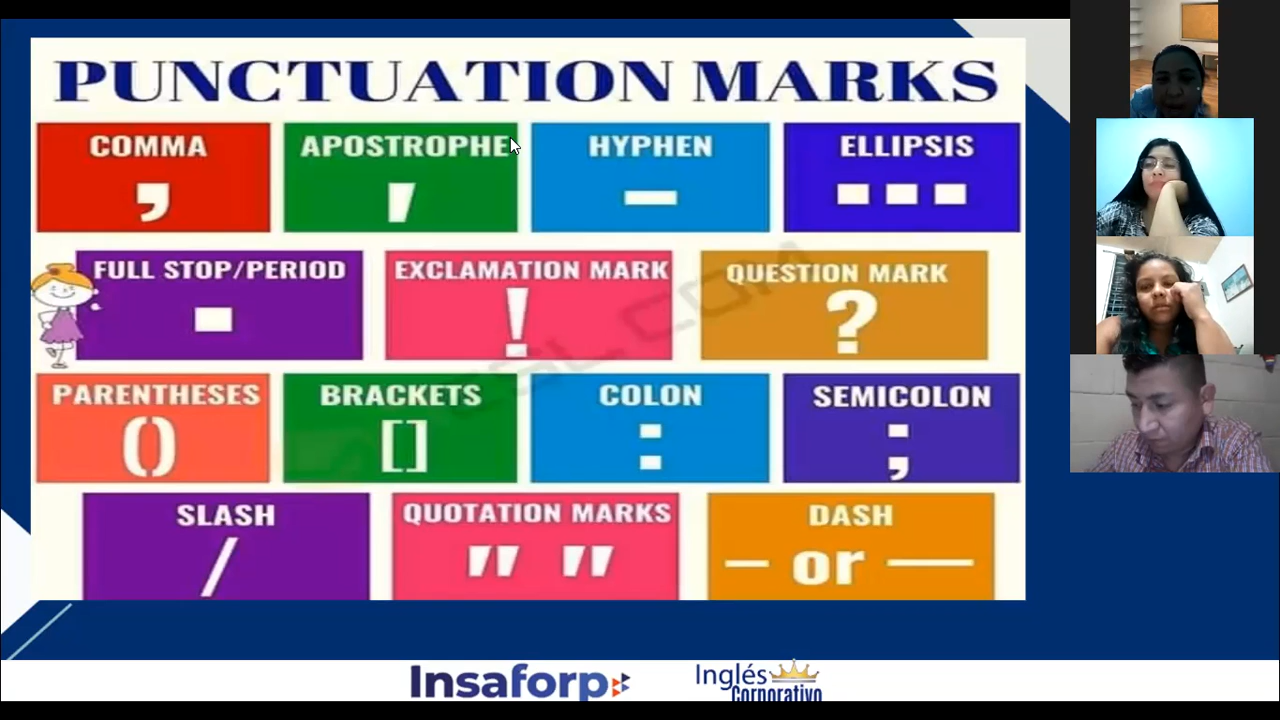 PUNCTUATION MARKS
COMMA APOSTROPHE HYPHEN ELLIPSIS
, ' - ...
FULL STOP/PERIOD EXCLAMATION MARK QUESTION MARK
. ! ?
PARENTHESES BRACKETS COLON SEMICOLON
() [] : ;
SLASH QUOTATION MARKS DASH
/ " " – or —
Insaforp Inglés
Corporativo